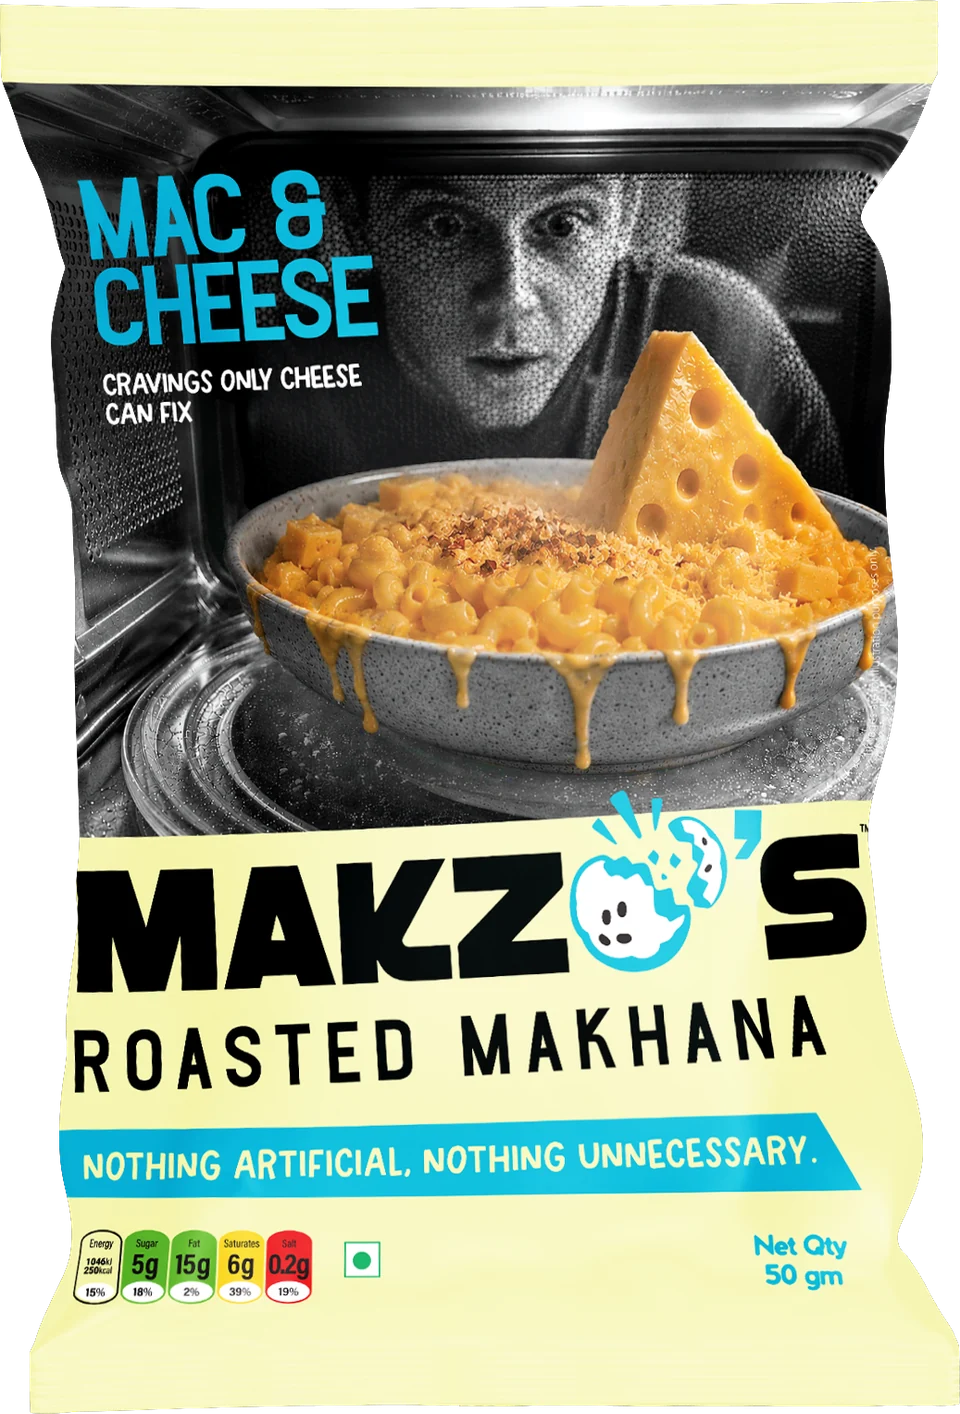 MAC &
CHEESE
CRAVINGS ONLY CHEESE
CAN FIX
MAKZO'S
TM
ROASTED MAKHANA
NOTHING ARTIFICIAL, NOTHING UNNECESSARY.
Energy
1046kJ
250kcal
15%
Sugar
5g
18%
Fat
15g
2%
Saturates
6g
39%
Salt
0.2g
19%
Net Qty
50 gm